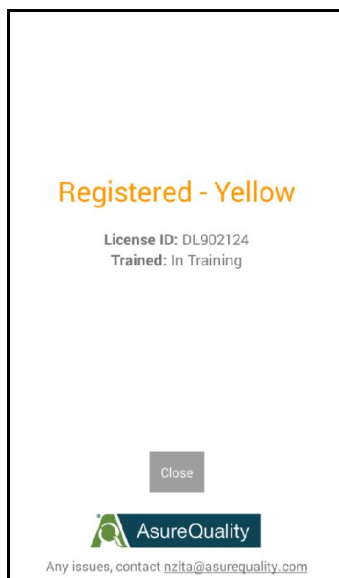 Registered - Yellow
License ID: DL902124
Trained: In Training
Close
AsureQuality
Any issues, contact nzlta@asurequality.com